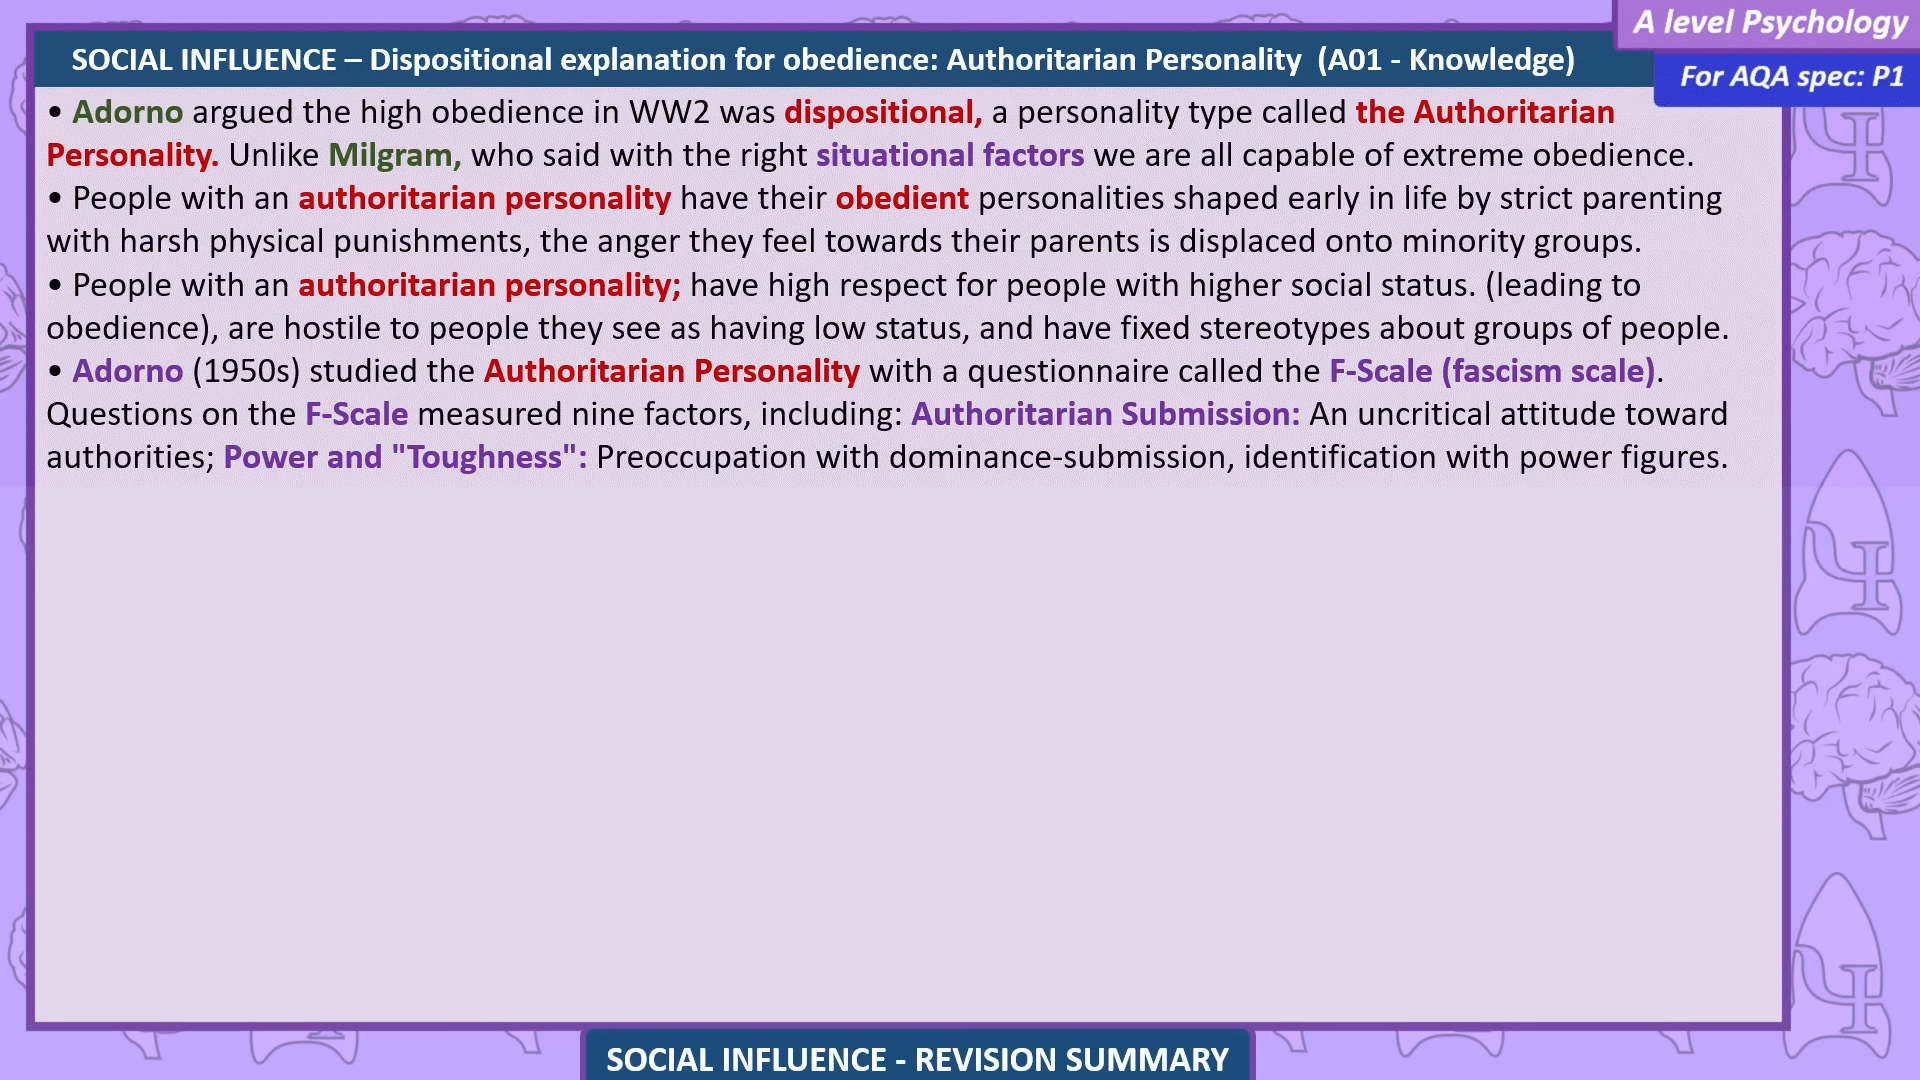 A level Psychology
SOCIAL INFLUENCE – Dispositional explanation for obedience: Authoritarian Personality (A01 - Knowledge)
For AQA spec: P1
• Adorno argued the high obedience in WW2 was dispositional, a personality type called the Authoritarian
Personality. Unlike Milgram, who said with the right situational factors we are all capable of extreme obedience.
• People with an authoritarian personality have their obedient personalities shaped early in life by strict parenting
with harsh physical punishments, the anger they feel towards their parents is displaced onto minority groups.
• People with an authoritarian personality; have high respect for people with higher social status. (leading to
obedience), are hostile to people they see as having low status, and have fixed stereotypes about groups of people.
• Adorno (1950s) studied the Authoritarian Personality with a questionnaire called the F-Scale (fascism scale).
Questions on the F-Scale measured nine factors, including: Authoritarian Submission: An uncritical attitude toward
authorities; Power and "Toughness": Preoccupation with dominance-submission, identification with power figures.
SOCIAL INFLUENCE - REVISION SUMMARY